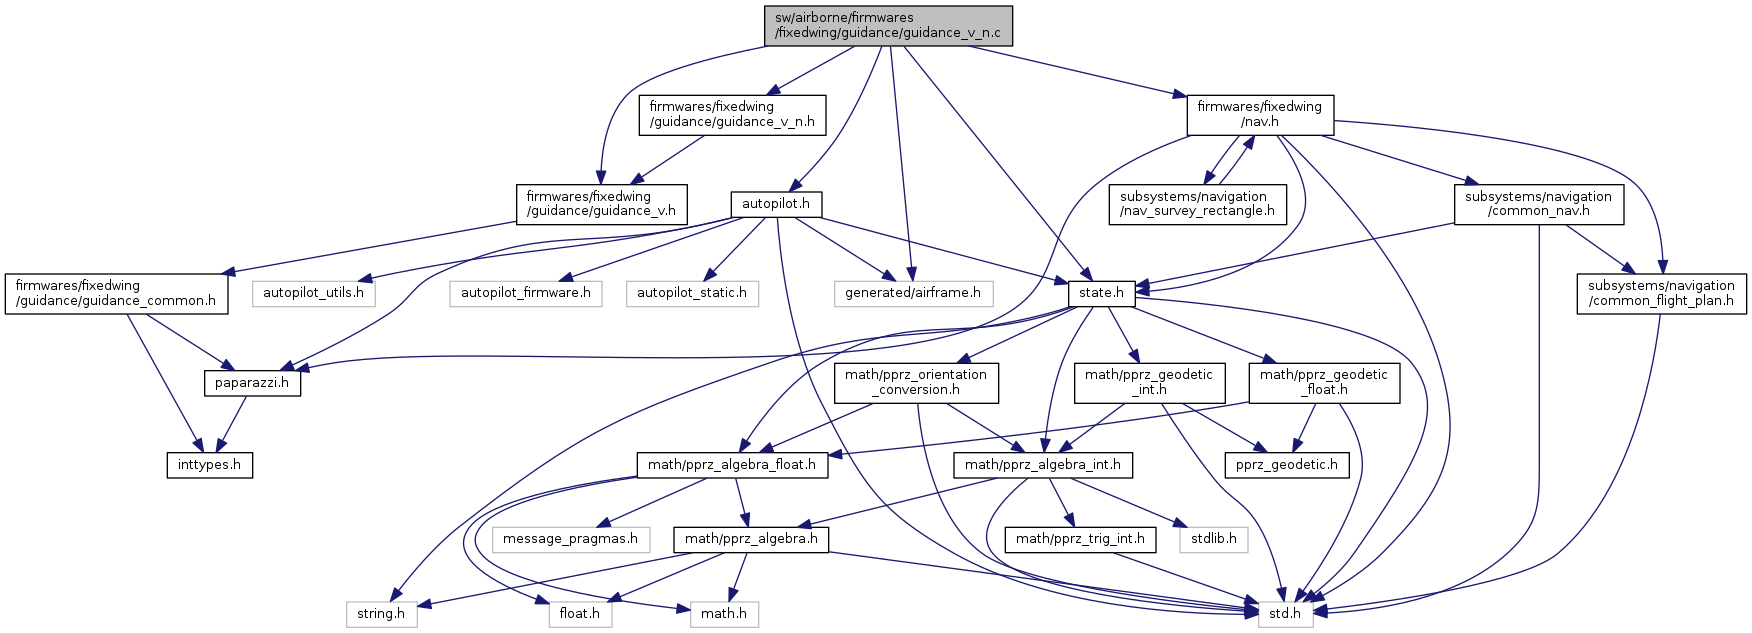 sw/airborne/firmwares
/fixedwing/guidance/guidance_v_n.c
firmwares/fixedwing
/guidance/guidance_v_n.h
firmwares/fixedwing
/nav.h
firmwares/fixedwing
/guidance/guidance_v.h
autopilot.h
subsystems/navigation
/nav_survey_rectangle.h
subsystems/navigation
/common_nav.h
firmwares/fixedwing
/guidance/guidance_common.h
autopilot_utils.h
autopilot_firmware.h
autopilot_static.h
generated/airframe.h
state.h
subsystems/navigation
/common_flight_plan.h
paparazzi.h
math/pprz_orientation
_conversion.h
math/pprz_geodetic
_int.h
math/pprz_geodetic
_float.h
inttypes.h
math/pprz_algebra_float.h
math/pprz_algebra_int.h
pprz_geodetic.h
message_pragmas.h
math/pprz_algebra.h
math/pprz_trig_int.h
stdlib.h
string.h
float.h
math.h
std.h